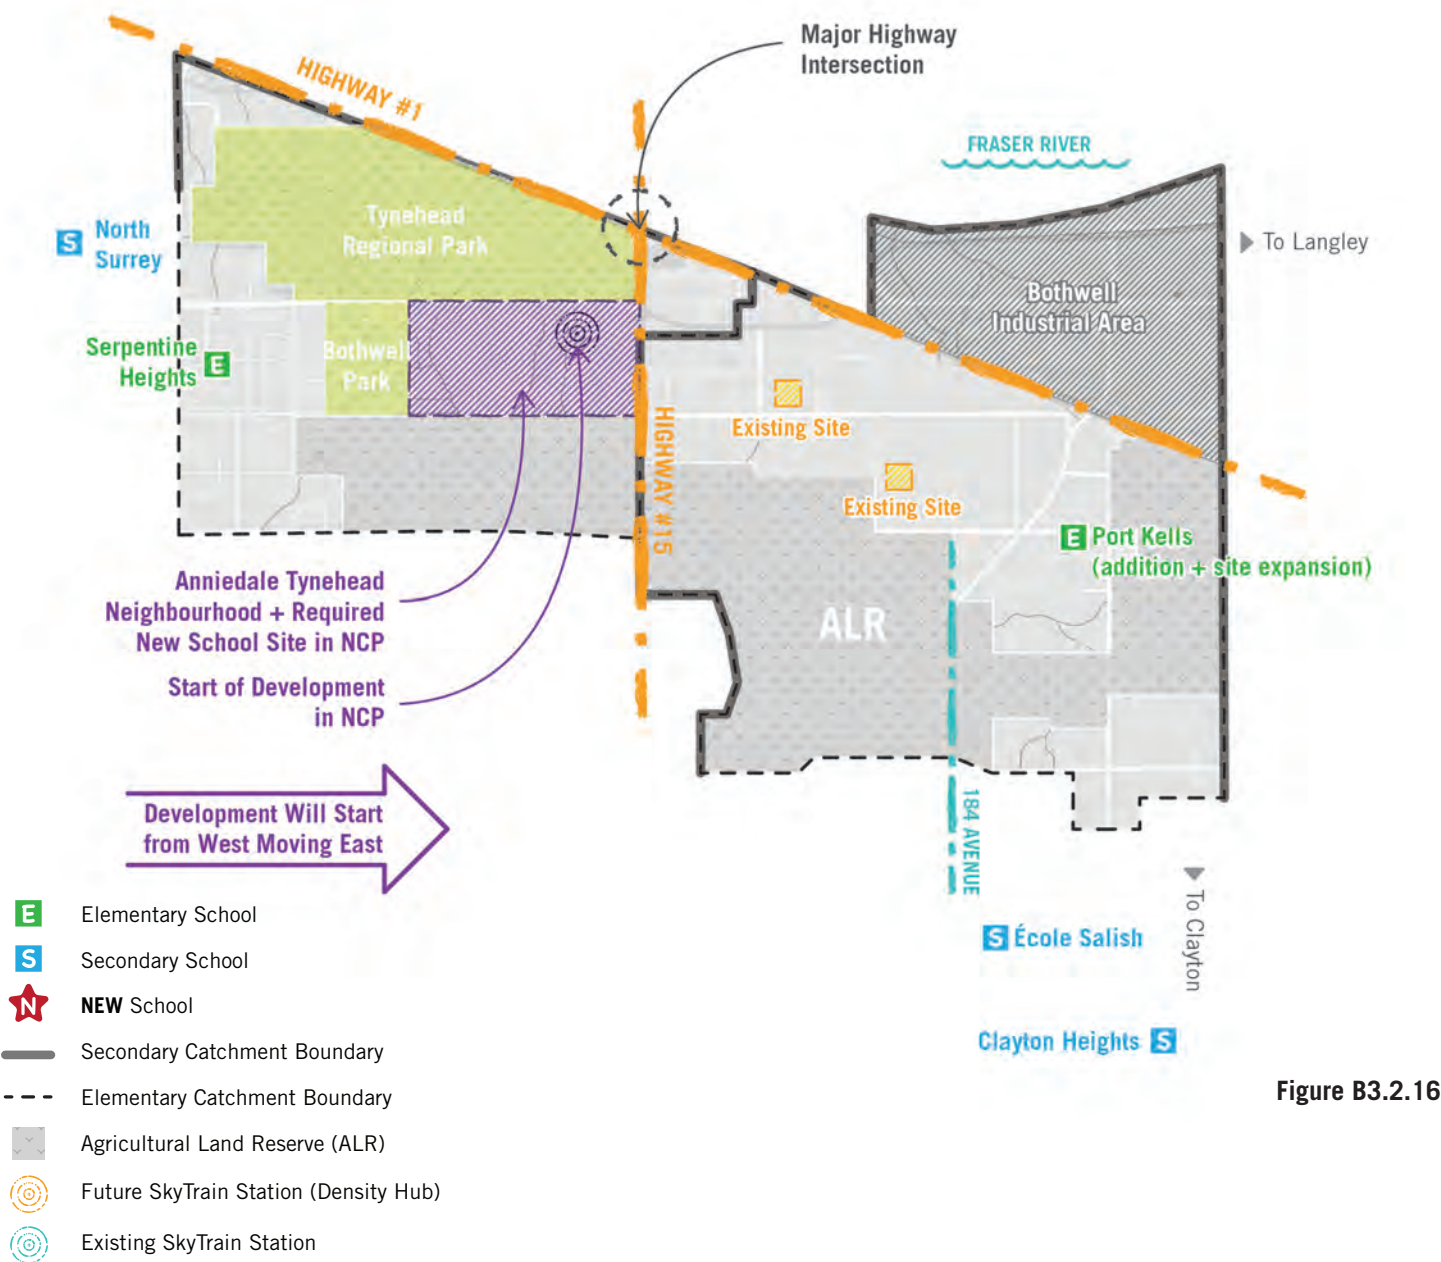 Major Highway
Intersection
HIGHWAY #1
FRASER RIVER
Tynehead
Regional Park
S North
Surrey
To Langley
Bothwell
Industrial Area
Serpentine
Heights E
Bothwell
Park
HIGHWAY #15
Existing Site
Existing Site
E Port Kells
(addition + site expansion)
Anniedale Tynehead
Neighbourhood + Required
New School Site in NCP
ALR
Start of Development
in NCP
Development Will Start
from West Moving East
184 AVENUE
To Clayton
S École Salish
Clayton Heights S
E Elementary School
S Secondary School
N NEW School
Secondary Catchment Boundary
Elementary Catchment Boundary
Agricultural Land Reserve (ALR)
Future SkyTrain Station (Density Hub)
Existing SkyTrain Station
Figure B3.2.16